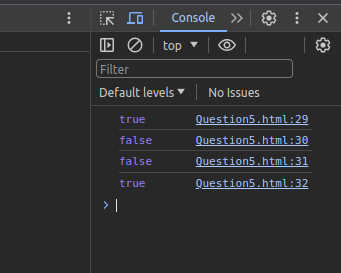 Console
top
Filter
Default levels No Issues
true Question5.html:29
false Question5.html:30
false Question5.html:31
true Question5.html:32